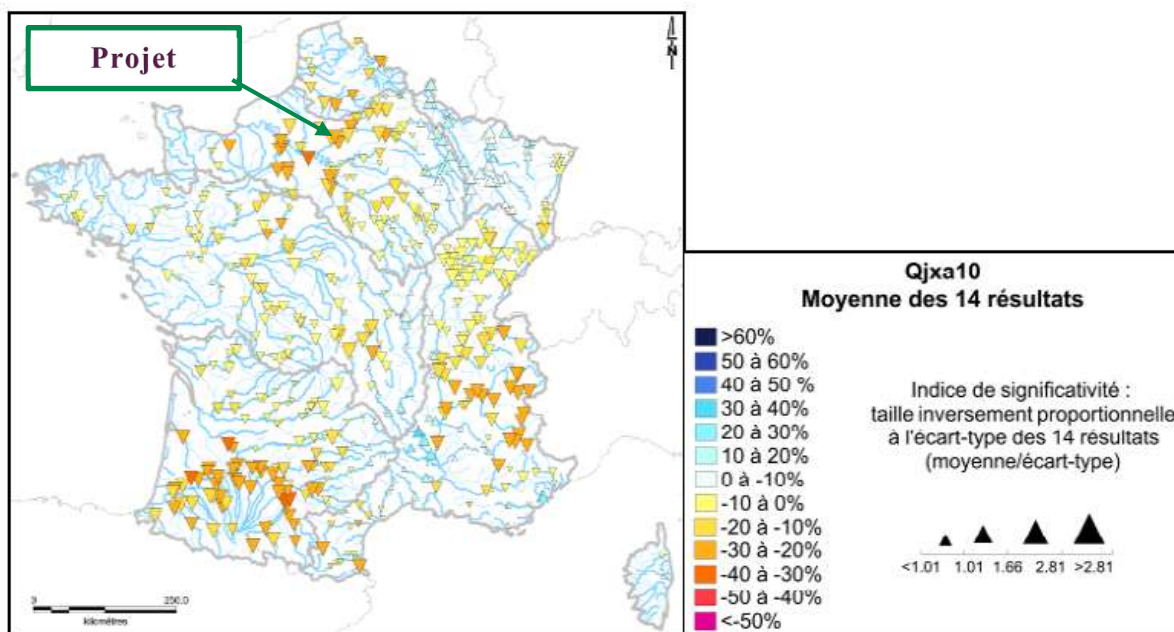 Projet
N
0
250.0
kilomètres
Qjxa10
Moyenne des 14 résultats
>60%
50 à 60%
40 à 50 %
30 à 40%
20 à 30%
10 à 20%
0 à -10%
-10 à 0%
-20 à -10%
-30 à -20%
-40 à -30%
-50 à -40%
<-50%
Indice de significativité :
taille inversement proportionnelle
à l'écart-type des 14 résultats
(moyenne/écart-type)
<1.01 1.01 1.66 2.81 >2.81